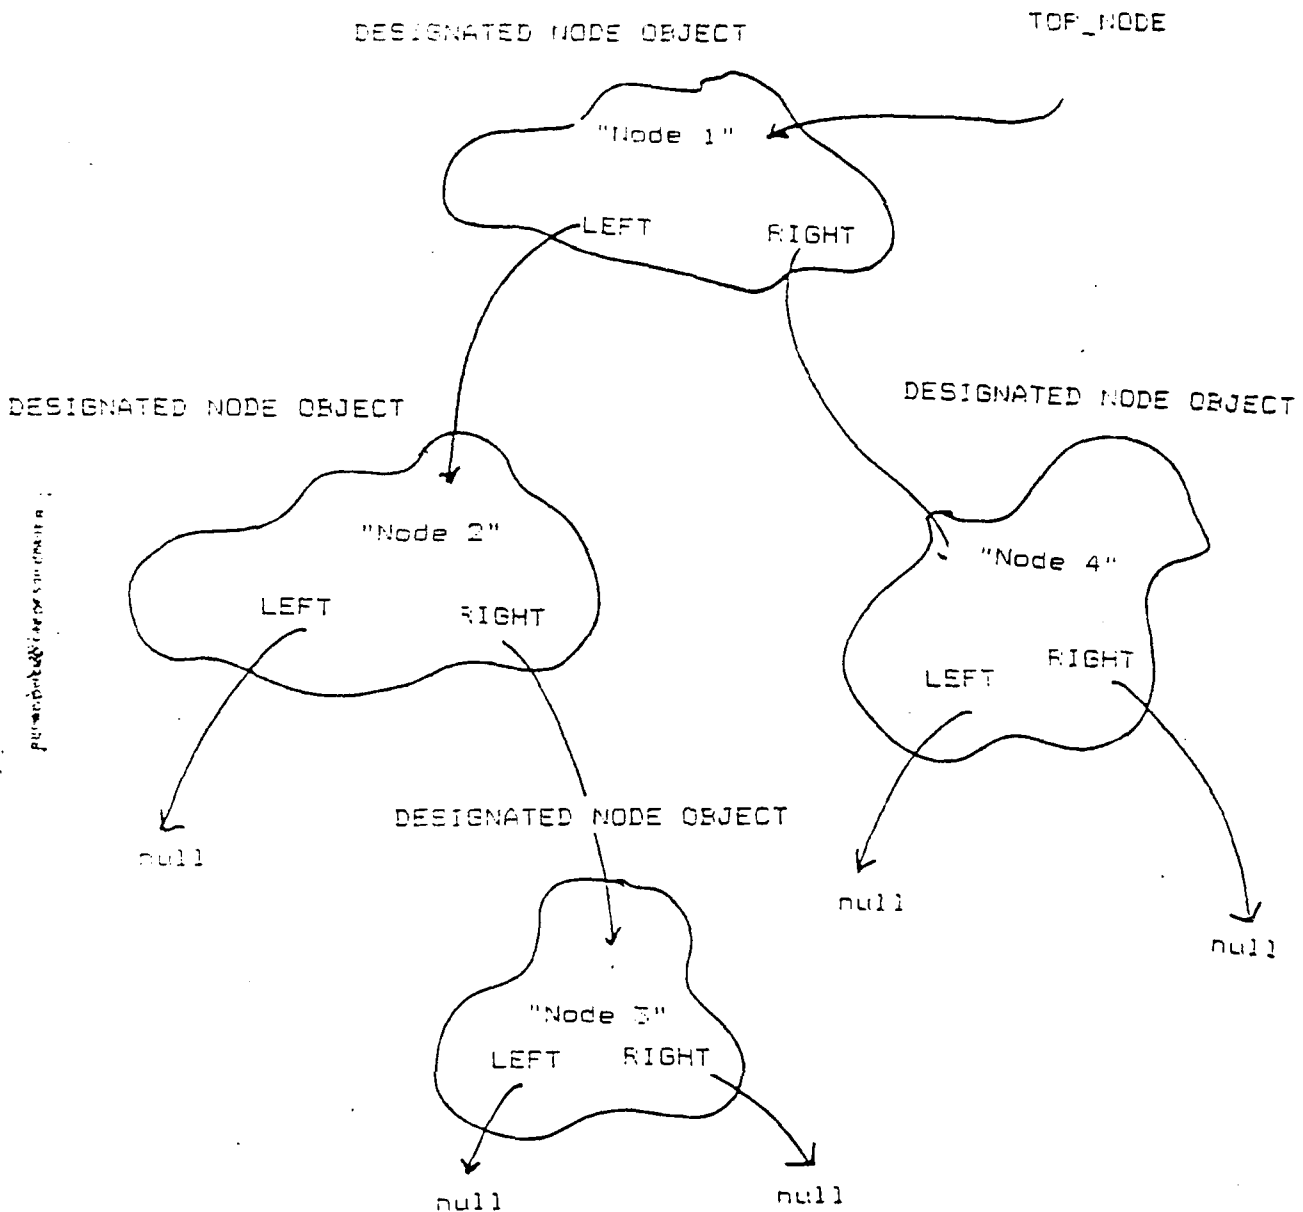 DESIGNATED NODE OBJECT
TOP_NODE
"Node 1"
LEFT RIGHT
DESIGNATED NODE OBJECT
DESIGNATED NODE OBJECT
"Node 2"
"Node 4"
LEFT RIGHT
LEFT RIGHT
DESIGNATED NODE OBJECT
null
null
null
"Node 3"
LEFT RIGHT
null
null